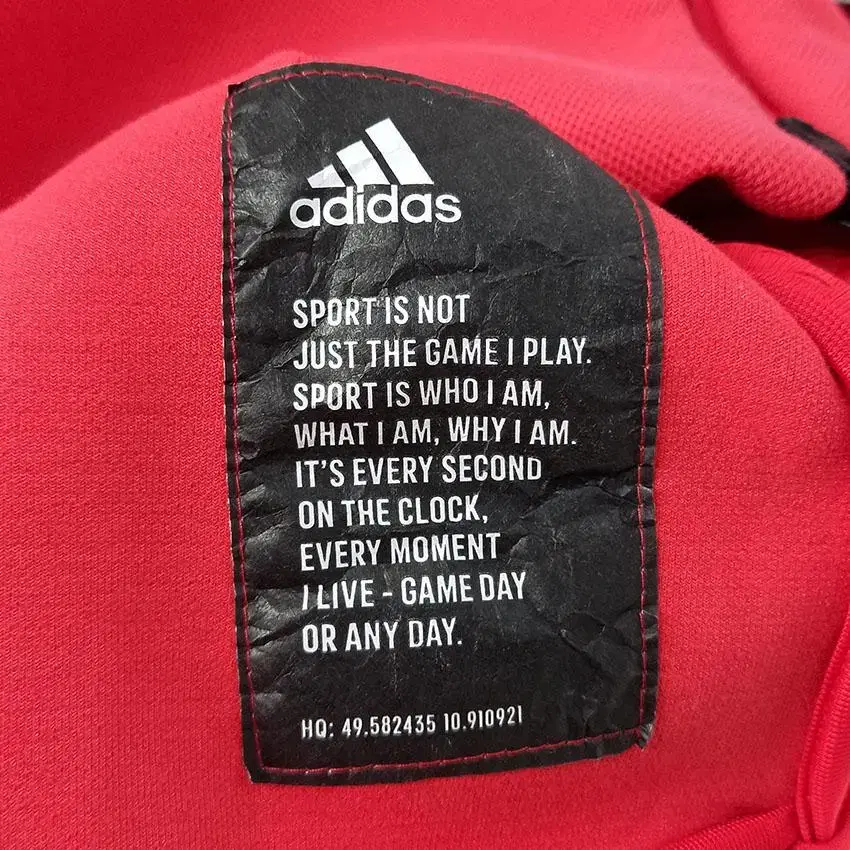 adidas
SPORT IS NOT
JUST THE GAME I PLAY.
SPORT IS WHO I AM,
WHAT I AM, WHY I AM.
IT'S EVERY SECOND
ON THE CLOCK,
EVERY MOMENT
I LIVE - GAME DAY
OR ANY DAY.
HQ: 49.582435 10.910921